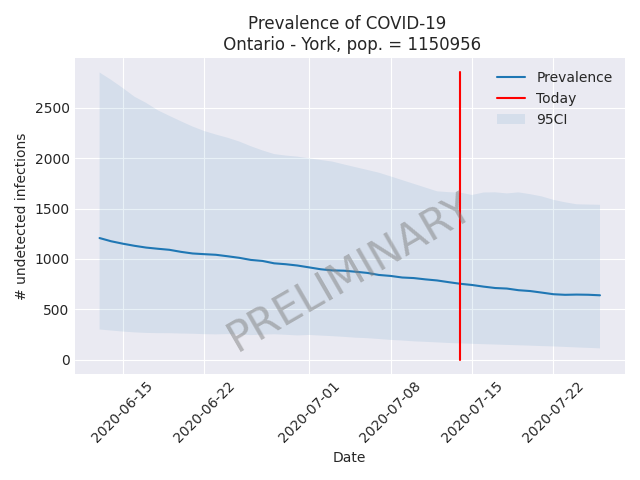 Prevalence of COVID-19
Ontario - York, pop. = 1150956
Prevalence
Today
95CI
# undetected infections
2500
2000
1500
1000
500
0
PRELIMINARY
2020-06-15
2020-06-22
2020-07-01
2020-07-08
2020-07-15
2020-07-22
Date